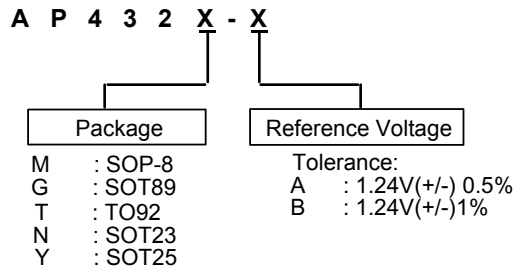 A P 4 3 2 X - X
Package
Reference Voltage
M : SOP-8
G : SOT89
T : TO92
N : SOT23
Y : SOT25
Tolerance:
A : 1.24V(+/-) 0.5%
B : 1.24V(+/-)1%